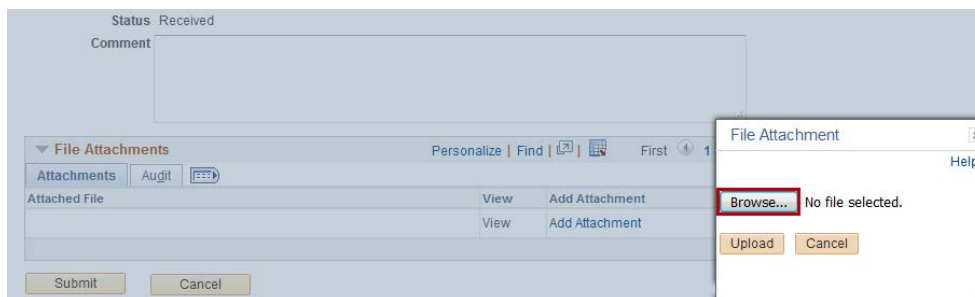 Status Received
Comment
File Attachments
Personalize | Find | | First 1
Attachments Audit
Attached File View Add Attachment
View Add Attachment
Submit Cancel
File Attachment
Help
Browse... No file selected.
Upload Cancel